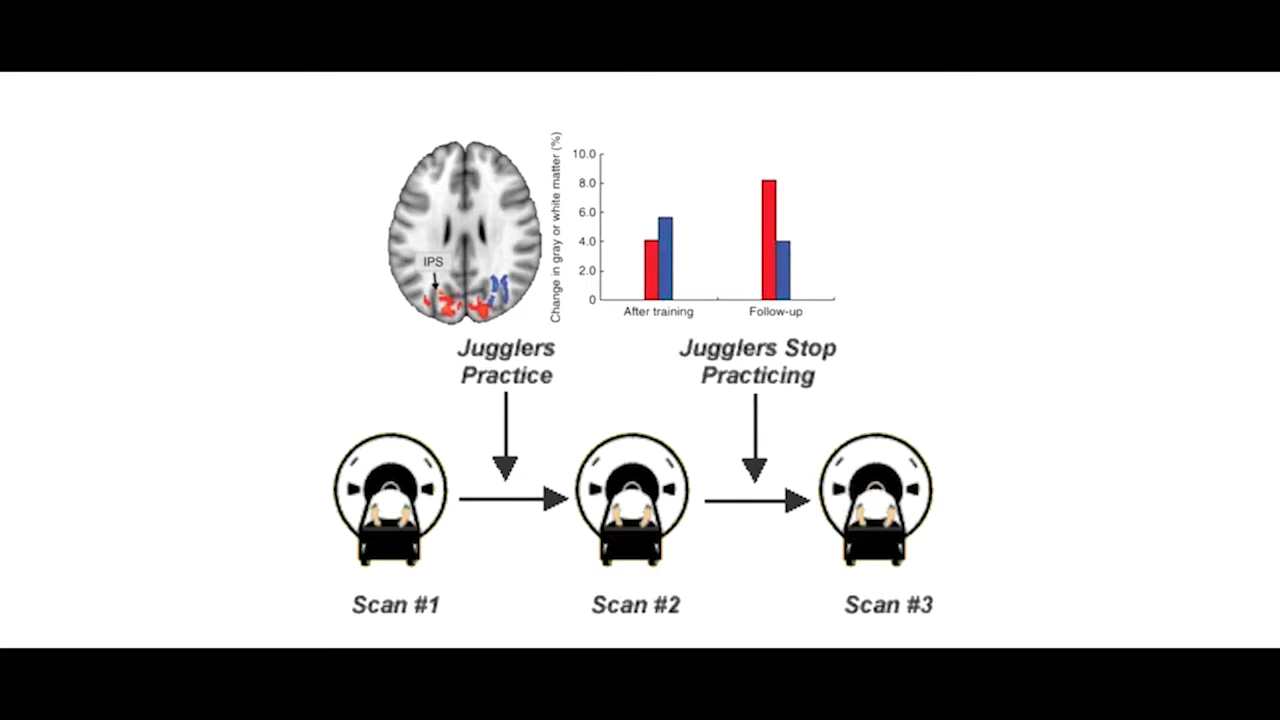 Change in gray or white matter (%)
10.0
8.0
6.0
4.0
2.0
0
IPS
After training
Follow-up
Jugglers
Practice
Jugglers Stop
Practicing
Scan #1
Scan #2
Scan #3